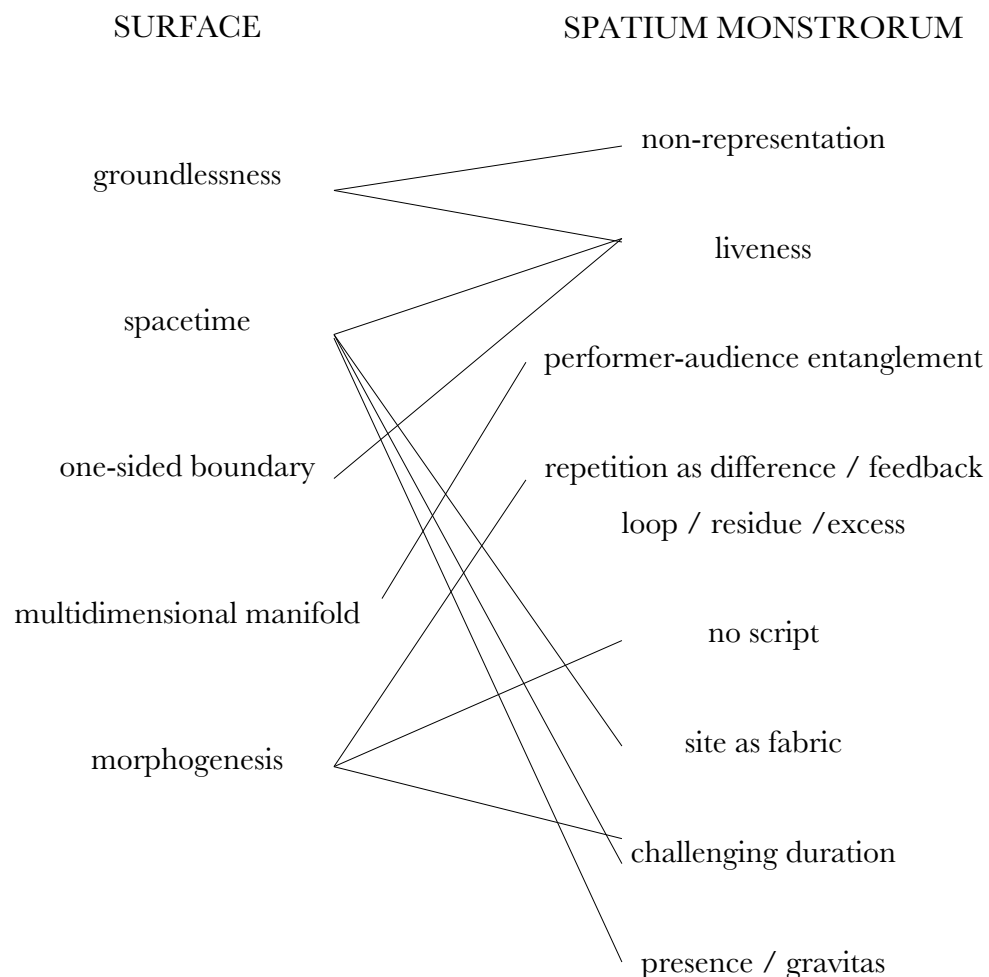 SURFACE
SPATIUM MONSTRORUM
groundlessness
non-representation
liveness
spacetime
performer-audience entanglement
one-sided boundary
repetition as difference / feedback
loop / residue /excess
multidimensional manifold
no script
morphogenesis
site as fabric
challenging duration
presence / gravitas